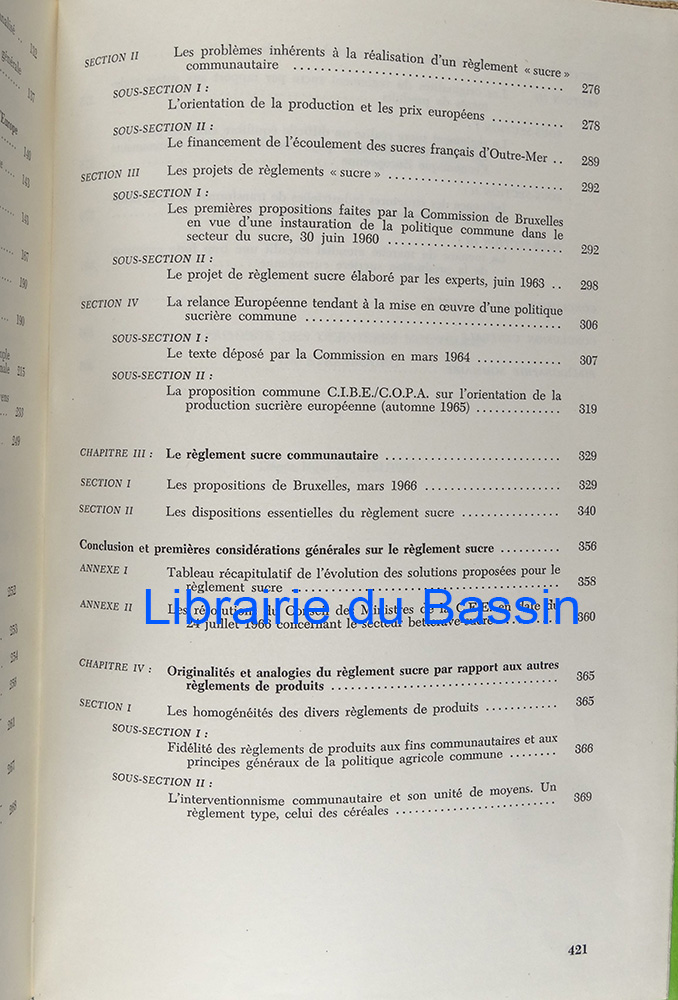 SECTION II Les problèmes inhérents à la réalisation d'un règlement « sucre »
communautaire .................................... 276
SOUS-SECTION I :
L'orientation de la production et les prix européens ............ 278
SOUS-SECTION II :
Le financement de l'écoulement des sucres français d'Outre-Mer .. 289
SECTION III Les projets de règlements « sucre » ........................ 292
SOUS-SECTION I :
Les premières propositions faites par la Commission de Bruxelles
en vue d'une instauration de la politique commune dans le
secteur du sucre, 30 juin 1960 ........................ 292
SOUS-SECTION II :
Le projet de règlement sucre élaboré par les experts, juin 1963 .. 298
SECTION IV La relance Européenne tendant à la mise en œuvre d'une politique
sucrière commune .................................... 306
SOUS-SECTION I :
Le texte déposé par la Commission en mars 1964 ............. 307
SOUS-SECTION II :
La proposition commune C.I.B.E./C.O.P.A. sur l'orientation de la
production sucrière européenne (automne 1965) .............. 319
CHAPITRE III : Le règlement sucre communautaire ............................ 329
SECTION I Les propositions de Bruxelles, mars 1966 ...................... 329
SECTION II Les dispositions essentielles du règlement sucre ................ 340
Conclusion et premières considérations générales sur le règlement sucre .......... 356
ANNEXE I Tableau récapitulatif de l'évolution des solutions proposées pour le
règlement sucre ........................................ 358
ANNEXE II Les résolutions du Conseil des Ministres de la C.E.E. en date du
24 juillet 1966 concernant le secteur betterave-sucre ........ 360
Librairie du Bassin
CHAPITRE IV : Originalités et analogies du règlement sucre par rapport aux autres
règlements de produits .................................... 365
SECTION I Les homogénéités des divers règlements de produits ............ 365
SOUS-SECTION I :
Fidélité des règlements de produits aux fins communautaires et aux
principes généraux de la politique agricole commune ........ 366
SOUS-SECTION II :
L'interventionnisme communautaire et son unité de moyens. Un
règlement type, celui des céréales ........................ 369
421